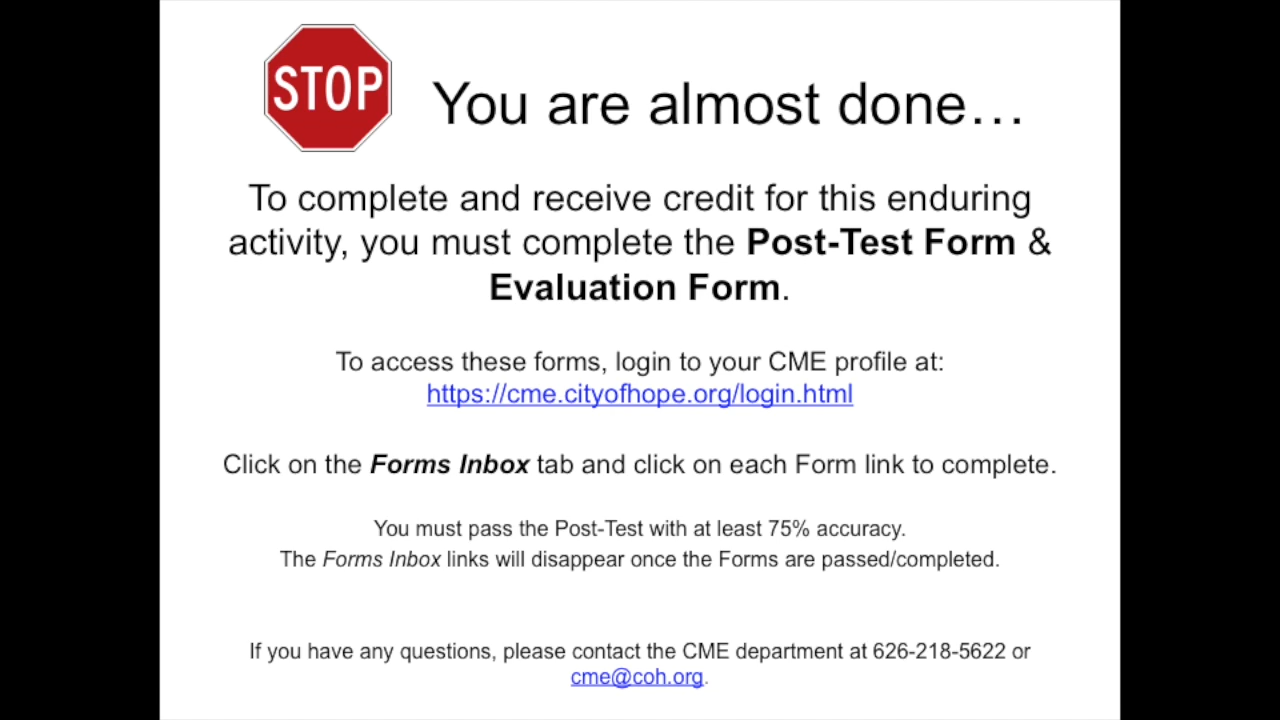 STOP
You are almost done…
To complete and receive credit for this enduring
activity, you must complete the Post-Test Form &
Evaluation Form.
To access these forms, login to your CME profile at:
https://cme.cityofhope.org/login.html
Click on the Forms Inbox tab and click on each Form link to complete.
You must pass the Post-Test with at least 75% accuracy.
The Forms Inbox links will disappear once the Forms are passed/completed.
If you have any questions, please contact the CME department at 626-218-5622 or
cme@coh.org.